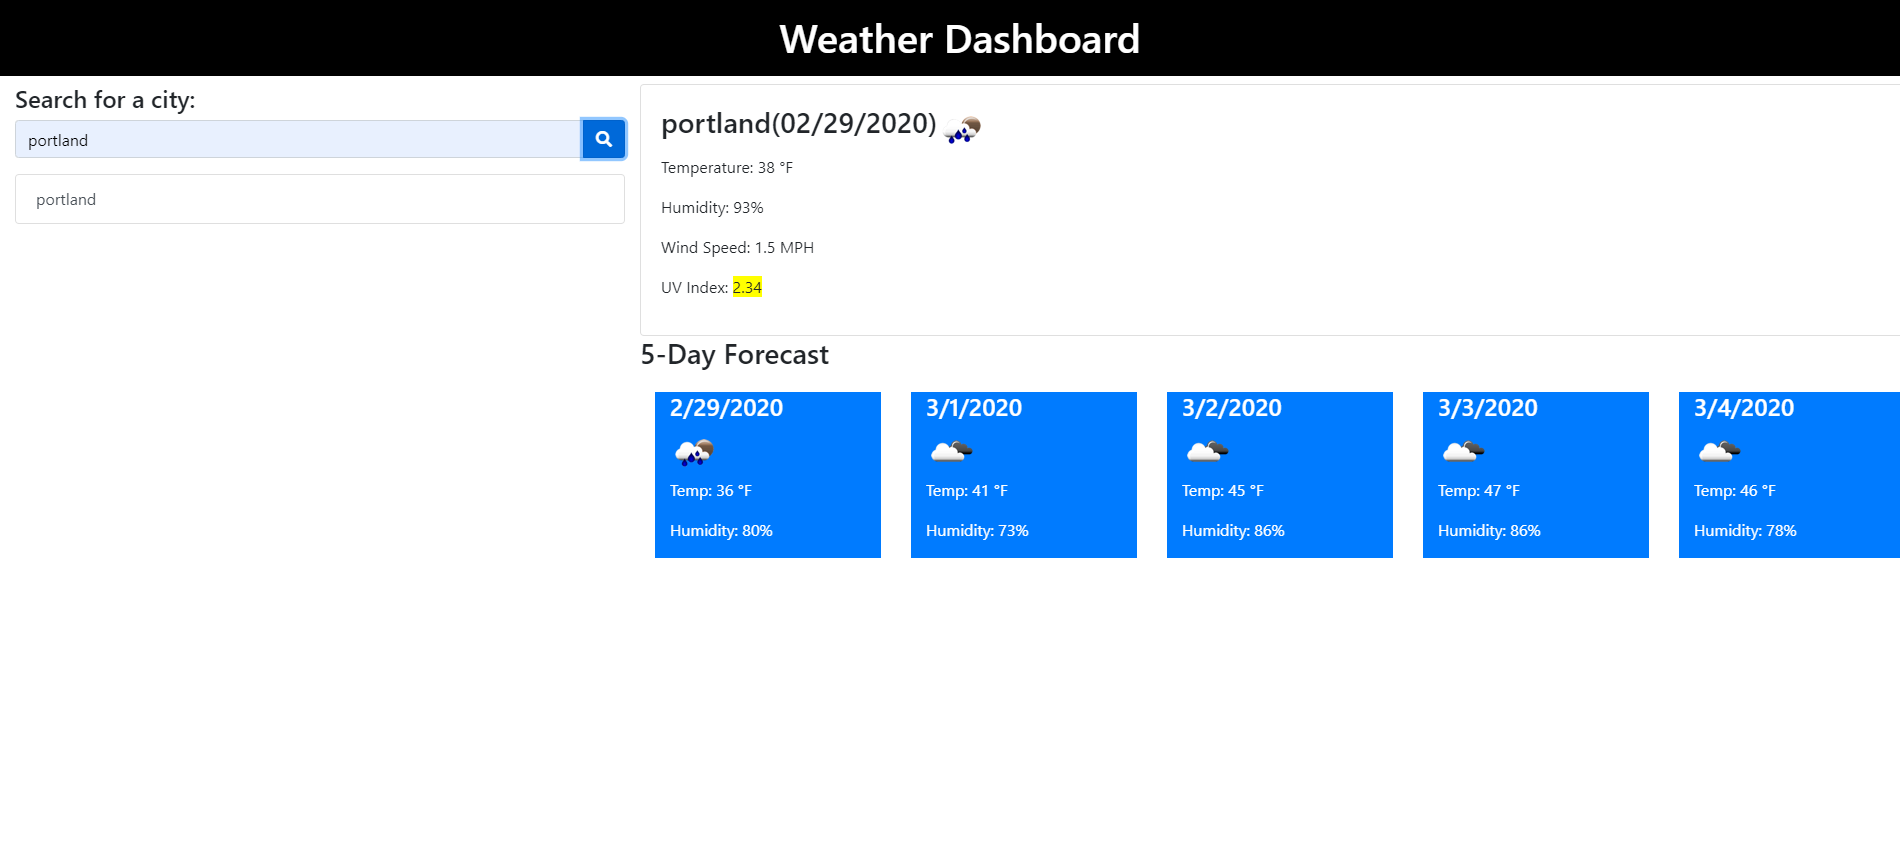 Weather Dashboard
Search for a city:
portland
portland
portland(02/29/2020)
Temperature: 38 °F
Humidity: 93%
Wind Speed: 1.5 MPH
UV Index: 2.34
5-Day Forecast
2/29/2020
Temp: 36 °F
Humidity: 80%
3/1/2020
Temp: 41 °F
Humidity: 73%
3/2/2020
Temp: 45 °F
Humidity: 86%
3/3/2020
Temp: 47 °F
Humidity: 86%
3/4/2020
Temp: 46 °F
Humidity: 78%